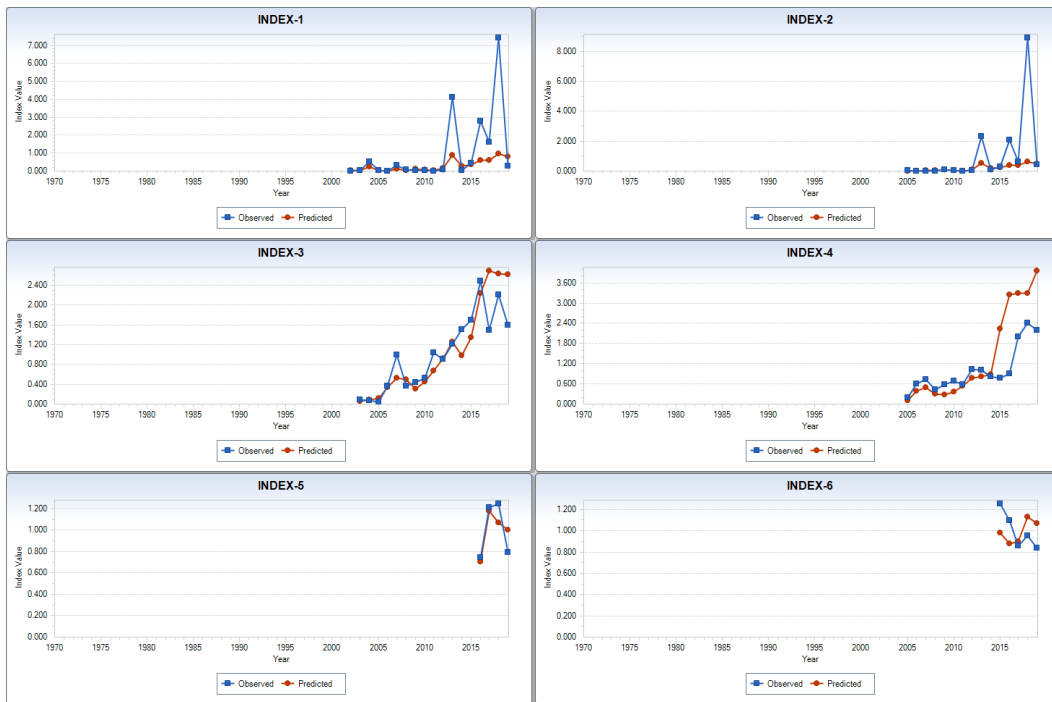 INDEX-1
7.000
6.000
5.000
4.000
3.000
2.000
1.000
0.000
Index Value
1970 1975 1980 1985 1990 1995 2000 2005 2010 2015
Year
Observed Predicted
INDEX-2
8.000
6.000
4.000
2.000
0.000
Index Value
1970 1975 1980 1985 1990 1995 2000 2005 2010 2015
Year
Observed Predicted
INDEX-3
2.400
2.000
1.600
1.200
0.800
0.400
0.000
Index Value
1970 1975 1980 1985 1990 1995 2000 2005 2010 2015
Year
Observed Predicted
INDEX-4
3.600
3.000
2.400
1.800
1.200
0.600
0.000
Index Value
1970 1975 1980 1985 1990 1995 2000 2005 2010 2015
Year
Observed Predicted
INDEX-5
1.200
1.000
0.800
0.600
0.400
0.200
0.000
Index Value
1970 1975 1980 1985 1990 1995 2000 2005 2010 2015
Year
Observed Predicted
INDEX-6
1.200
1.000
0.800
0.600
0.400
0.200
0.000
Index Value
1970 1975 1980 1985 1990 1995 2000 2005 2010 2015
Year
Observed Predicted